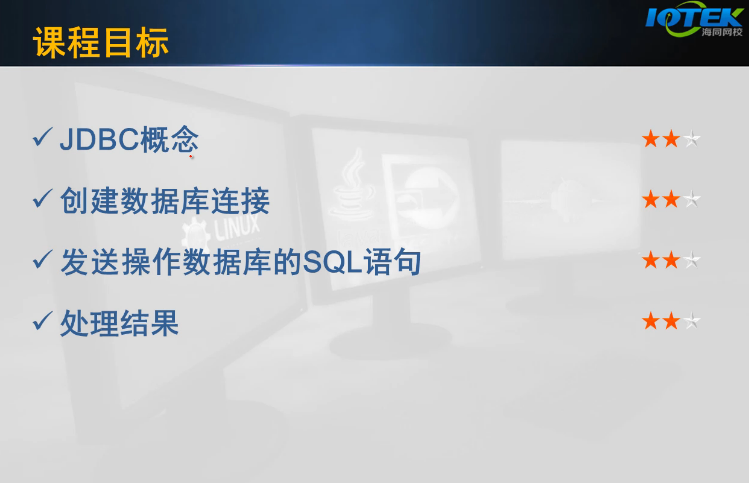 课程目标
IOTEK
海同网校
JDBC概念
创建数据库连接
LINUX
发送操作数据库的SQL语句
处理结果